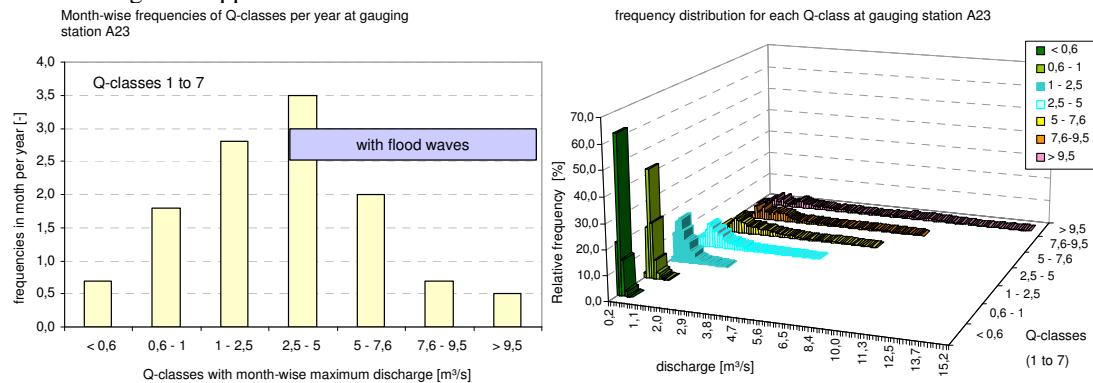 Month-wise frequencies of Q-classes per year at gauging
station A23
Q-classes 1 to 7
with flood waves
frequencies in moth per year [-]
4,0
3,5
3,0
2,5
2,0
1,5
1,0
0,5
0,0
< 0,6
0,6 - 1
1 - 2,5
2,5 - 5
5 - 7,6
7,6 - 9,5
> 9,5
Q-classes with month-wise maximum discharge [m³/s]
frequency distribution for each Q-class at gauging station A23
< 0,6
0,6 - 1
1 - 2,5
2,5 - 5
5 - 7,6
7,6-9,5
> 9,5
Relative frequency [%]
70,0
60,0
50,0
40,0
30,0
20,0
10,0
0,0
0,2
1,1
2,0
2,9
3,8
4,7
5,6
6,5
8,4
10,0
11,3
12,5
13,7
15,2
discharge [m³/s]
> 9,5
7,6-9,5
5 - 7,6
2,5 - 5
1 - 2,5
0,6 - 1
< 0,6
Q-classes
(1 to 7)